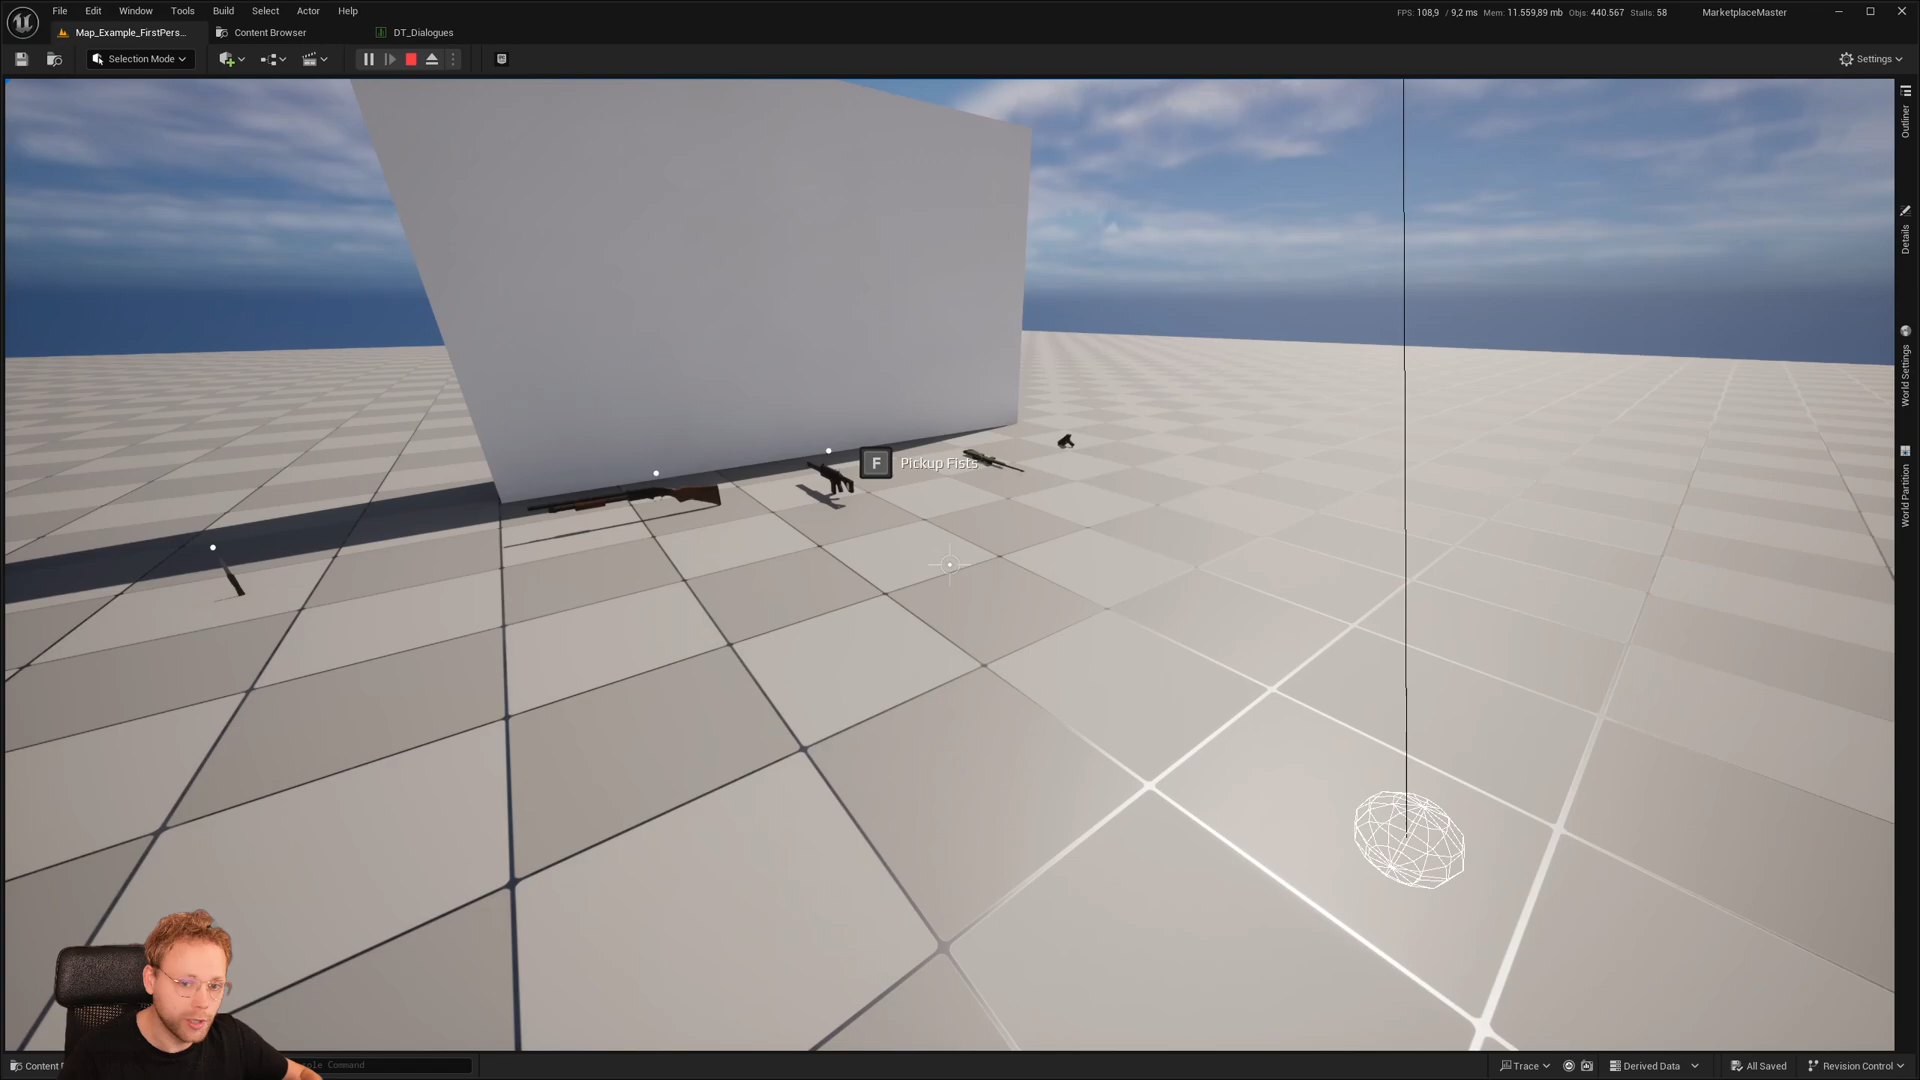 File Edit Window Tools Build Select Actor Help
FPS: 108,9 / 9,2 ms Mem: 11.559,89 mb Objs: 440.567 Stalls: 58 MarketplaceMaster
Map_Example_FirstPers... Content Browser DT_Dialogues
Selection Mode
Settings
Outliner
Details
World Settings
World Partition
F Pickup Fists
Content
Command
Trace Derived Data All Saved Revision Control